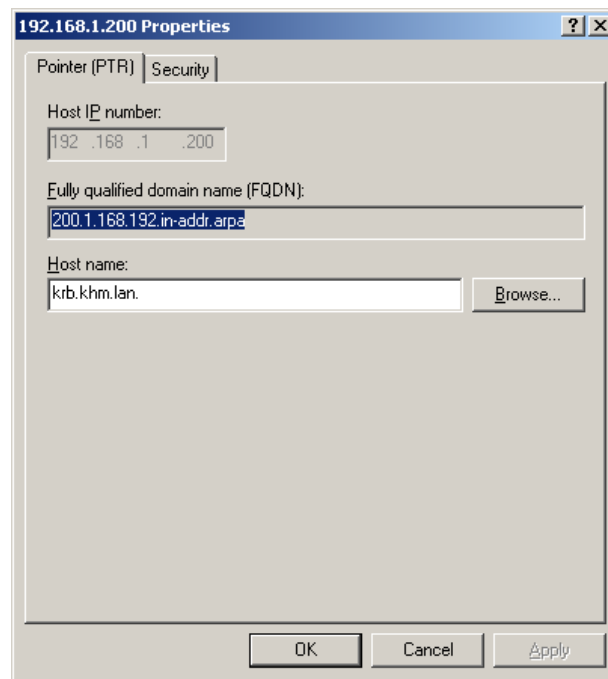 192.168.1.200 Properties
Pointer (PTR) Security
Host IP number:
192 .168 .1 .200
Fully qualified domain name (FQDN):
200.1.168.192.in-addr.arpa
Host name:
krb.khm.lan.
Browse...
OK Cancel Apply